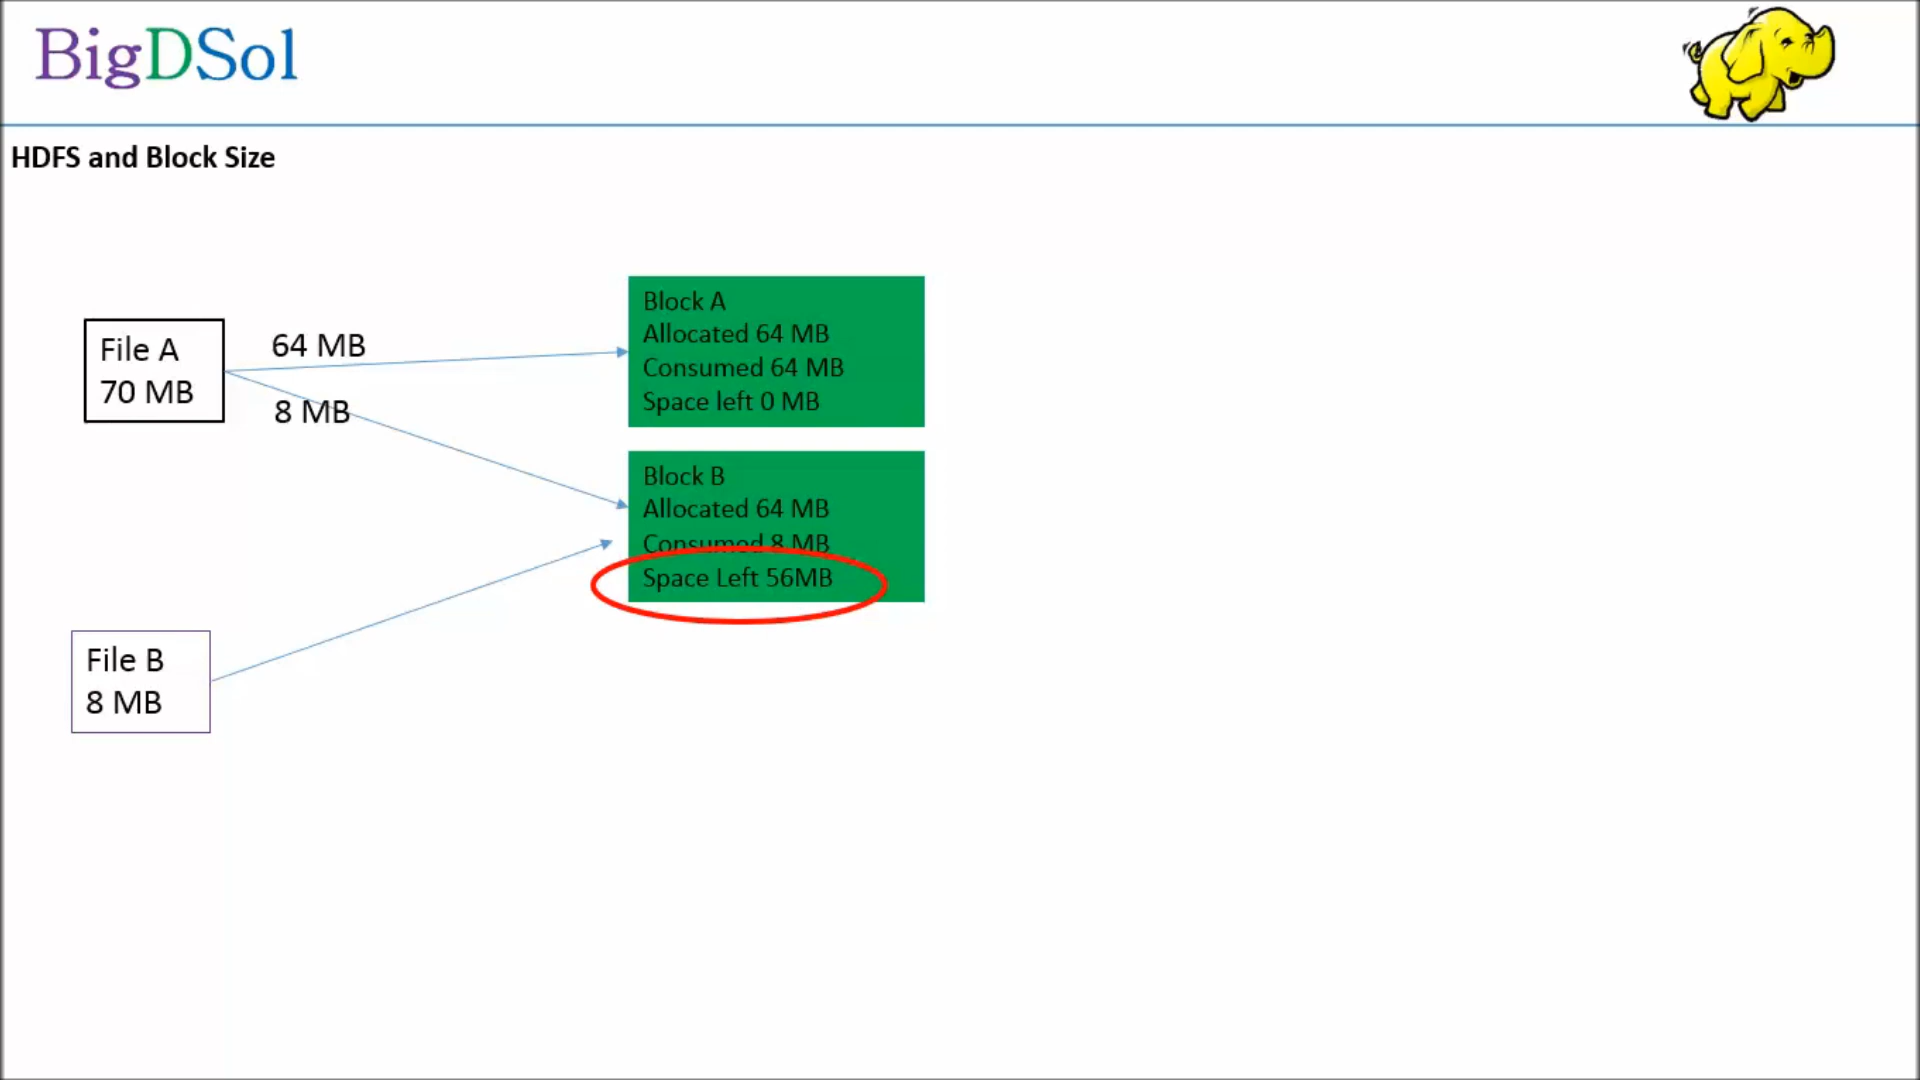 BigDSol
HDFS and Block Size
File A
70 MB
64 MB
8 MB
Block A
Allocated 64 MB
Consumed 64 MB
Space left 0 MB
Block B
Allocated 64 MB
Consumed 8 MB
Space Left 56MB
File B
8 MB